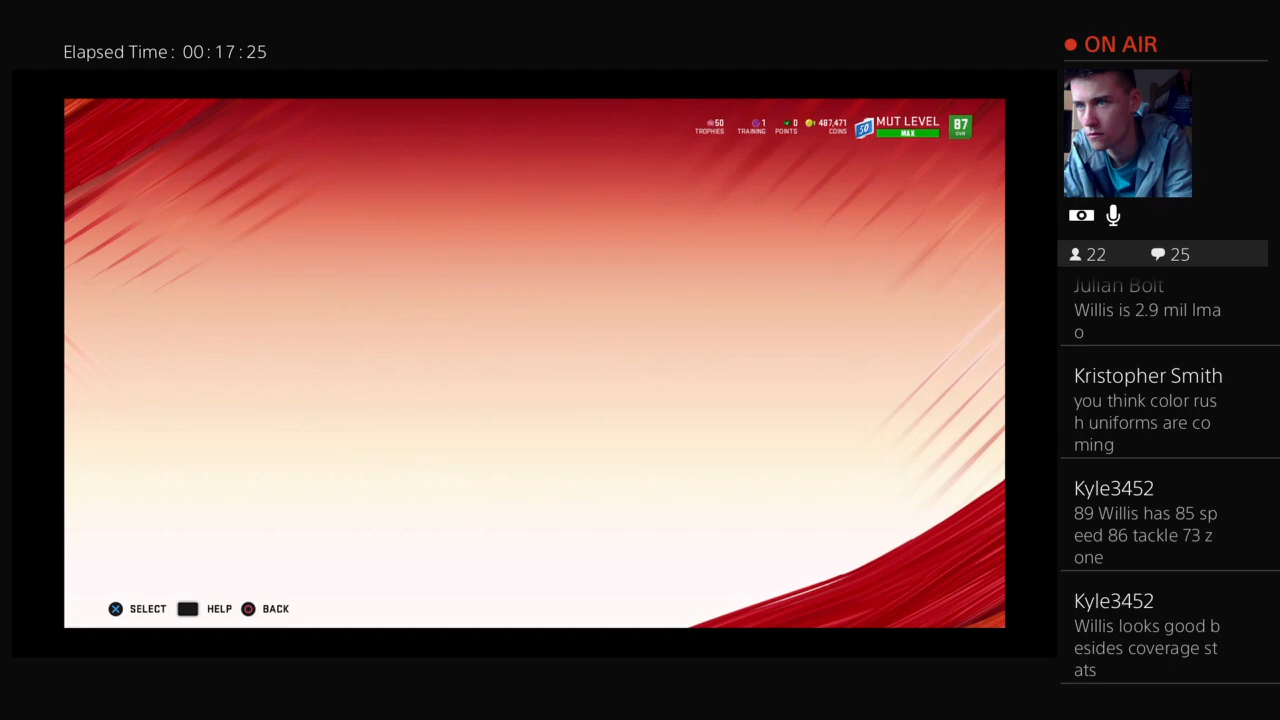 Elapsed Time: 00:17:25
ON AIR
50 1 0 487,471 50 MUT LEVEL 87
TROPHIES TRAINING POINTS COINS MAX OVR
22 25
Julian Bolt
Willis is 2.9 mil lma
o
Kristopher Smith
you think color rus
h uniforms are co
ming
Kyle3452
89 Willis has 85 sp
eed 86 tackle 73 z
one
Kyle3452
Willis looks good b
esides coverage st
ats
SELECT HELP BACK